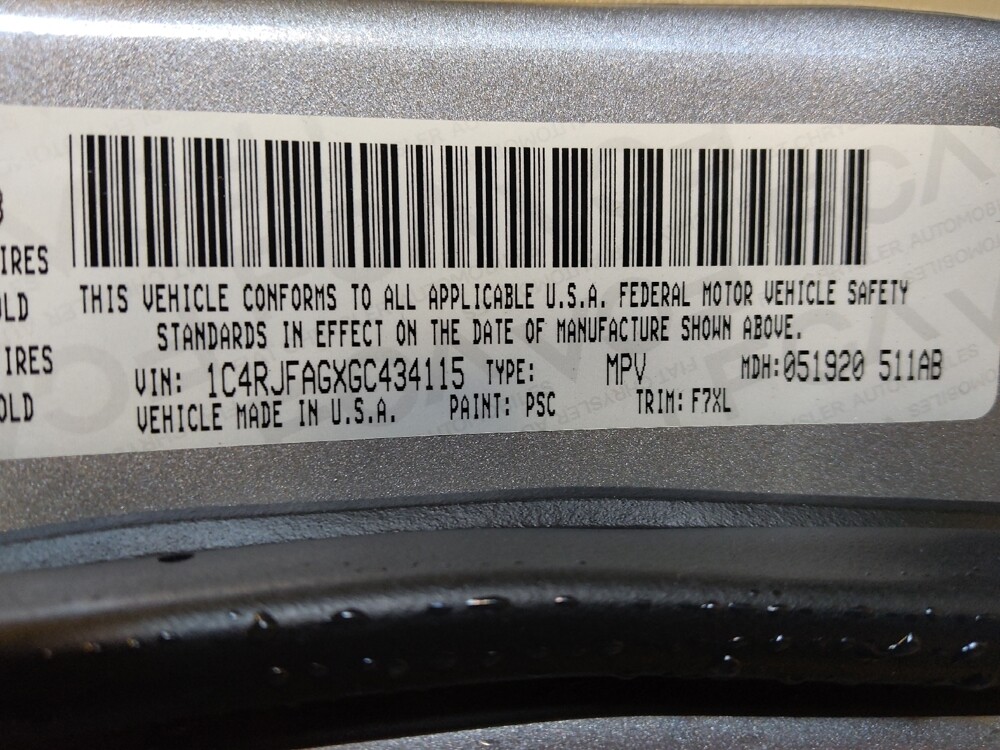 THIS VEHICLE CONFORMS TO ALL APPLICABLE U.S.A. FEDERAL MOTOR VEHICLE SAFETY
STANDARDS IN EFFECT ON THE DATE OF MANUFACTURE SHOWN ABOVE.
IRES
OLD
IRES
OLD
VIN: 1C4RJFAGXGC434115 TYPE: MPV MDH:051920 511AB
VEHICLE MADE IN U.S.A. PAINT: PSC TRIM: F7XL